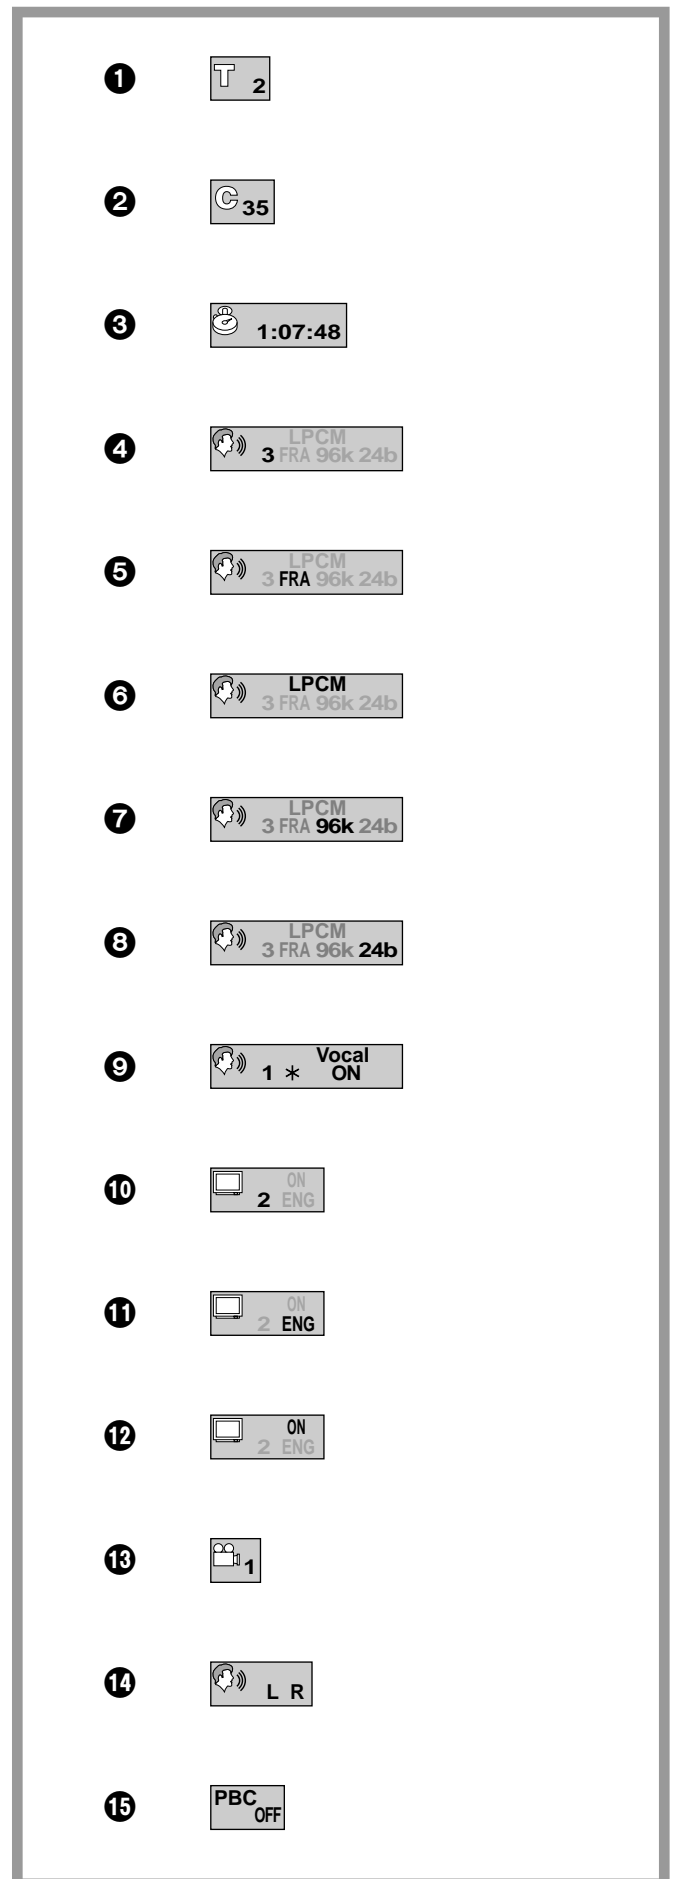 1 T 2
2 C 35
3 1:07:48
4 LPCM
3 FRA 96k 24b
5 LPCM
3 FRA 96k 24b
6 LPCM
3 FRA 96k 24b
7 LPCM
3 FRA 96k 24b
8 LPCM
3 FRA 96k 24b
9 Vocal
1 * ON
10 ON
2 ENG
11 ON
2 ENG
12 ON
2 ENG
13 1
14 L R
15 PBC
OFF